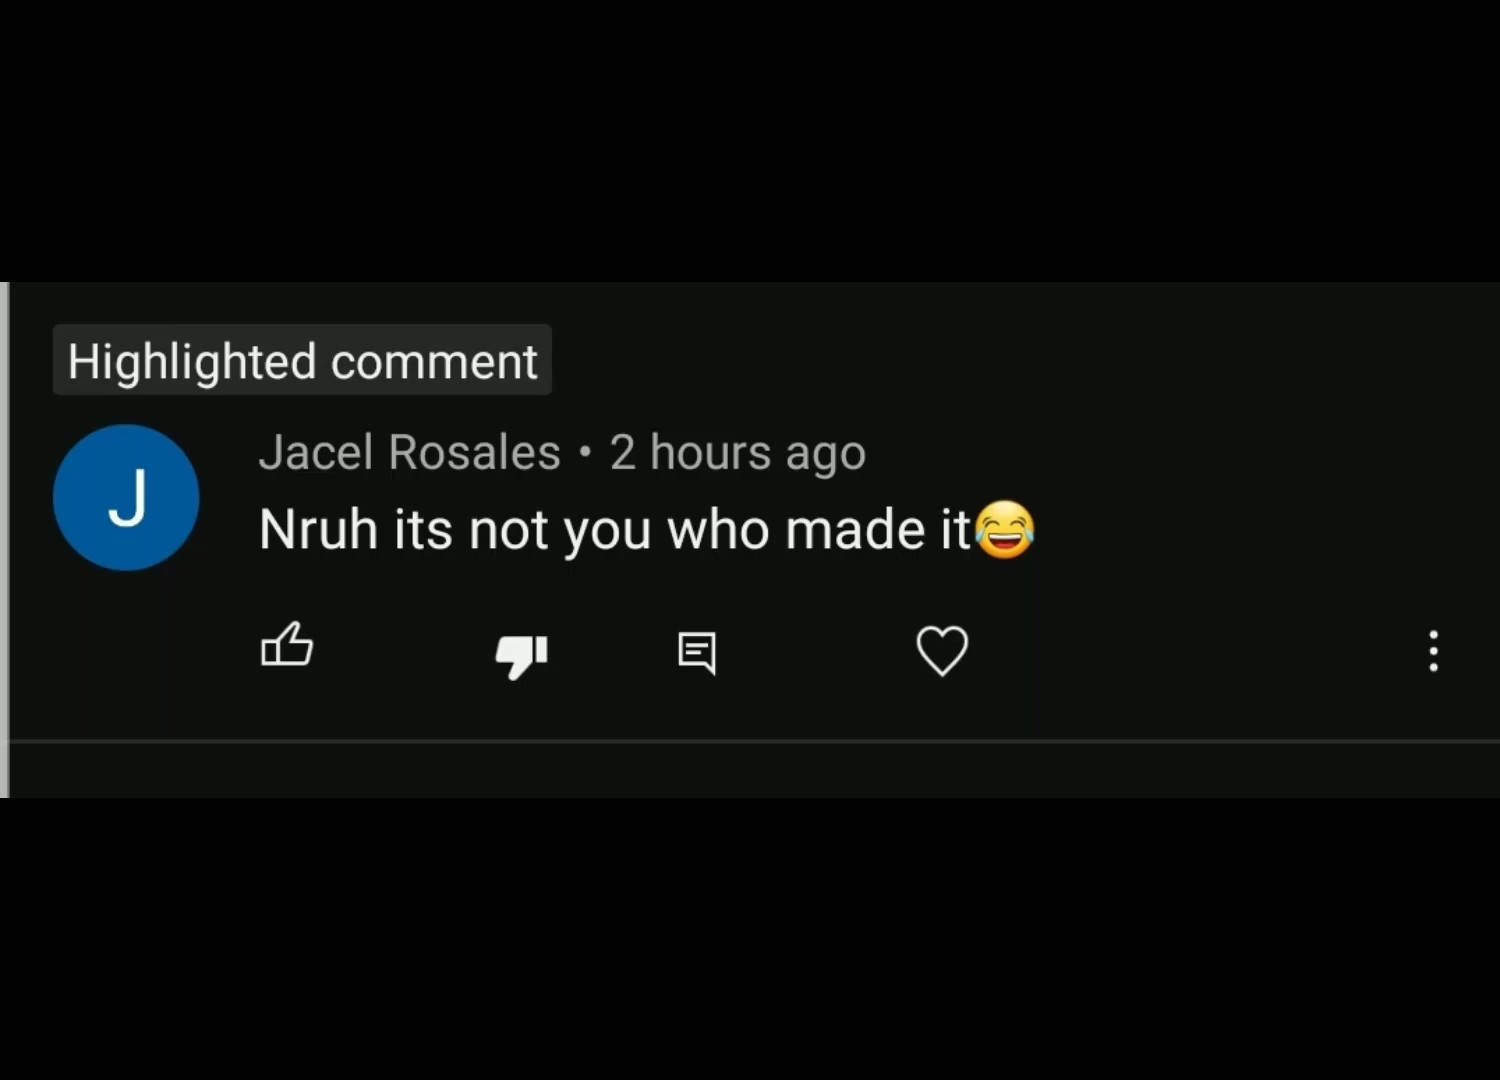 Highlighted comment
J
Jacel Rosales • 2 hours ago
Nruh its not you who made it😂